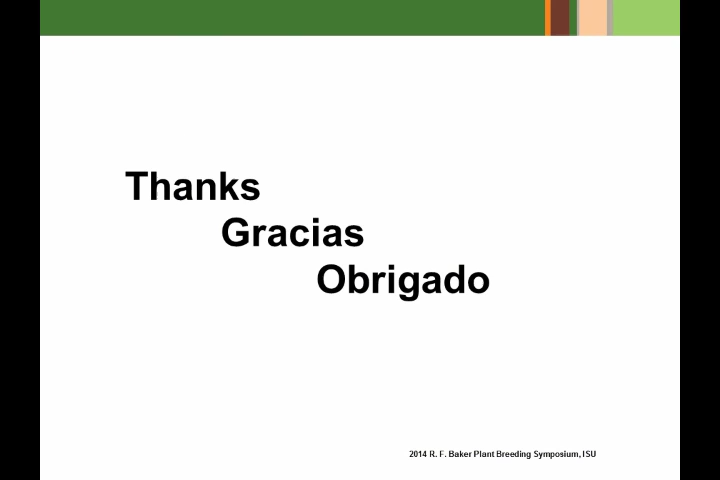 Thanks
Gracias
Obrigado
2014 R. F. Baker Plant Breeding Symposium, ISU